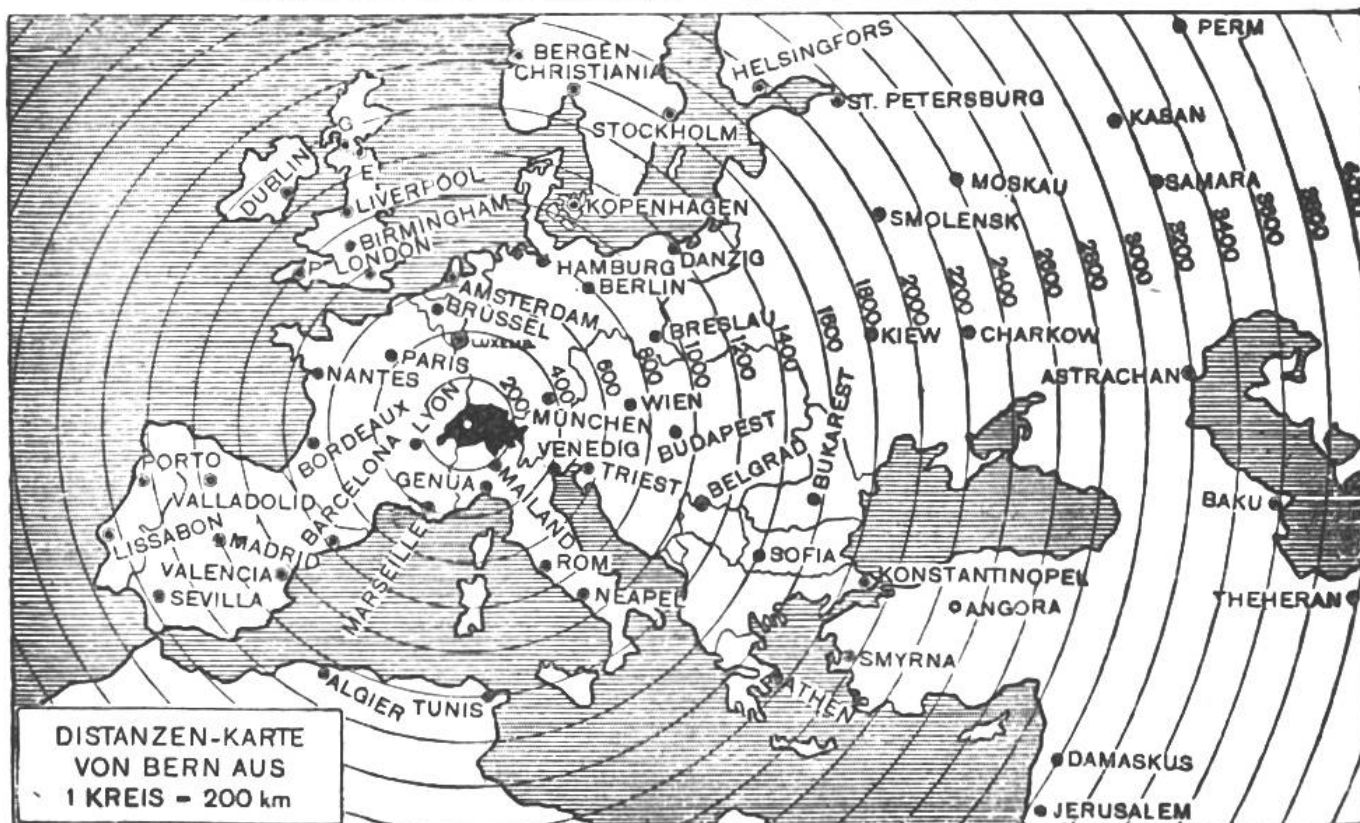 BERGEN
CHRISTIANIA
HELSINGFORS
PERM
ST. PETERSBURG
KASAN
STOCKHOLM
G
E
DUBLIN
LIVERPOOL
KOPENHAGEN
MOSKAU
SAMARA
SMOLENSK
BIRMINGHAM
P
LONDON
HAMBURG
DANZIG
BERLIN
AMSTERDAM
BRÜSSEL
LUXEMB.
BRESLAU
KIEW
CHARKOW
PARIS
NANTES
ASTRACHAN
200
400
600
800
1000
1200
1400
1600
1800
2000
2200
2400
2600
2800
3000
3200
3400
3600
3800
4000
MÜNCHEN
WIEN
BORDEAUX
LYON
VENEDIG
BUDAPEST
BUKAREST
PORTO
GENUA
MAILAND
TRIEST
BELGRAD
VALLADOLID
BARCELONA
BAKU
LISSABON
MADRID
MARSEILLE
ROM
SOFIA
VALENCIA
KONSTANTINOPEL
SEVILLA
NEAPEL
ANGORA
THEHERAN
SMYRNA
ATHEN
ALGIER
TUNIS
DAMASKUS
JERUSALEM
DISTANZEN-KARTE
VON BERN AUS
1 KREIS = 200 km